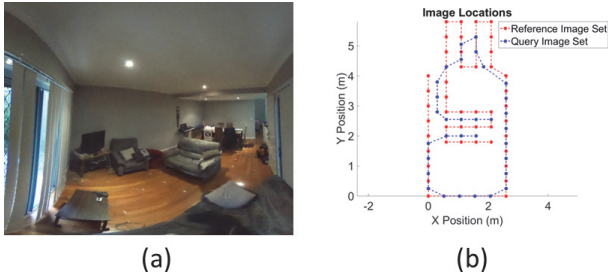 Image Locations
Reference Image Set
Query Image Set
Y Position (m)
5
4
3
2
1
0
-2
0
2
4
X Position (m)
(a)
(b)